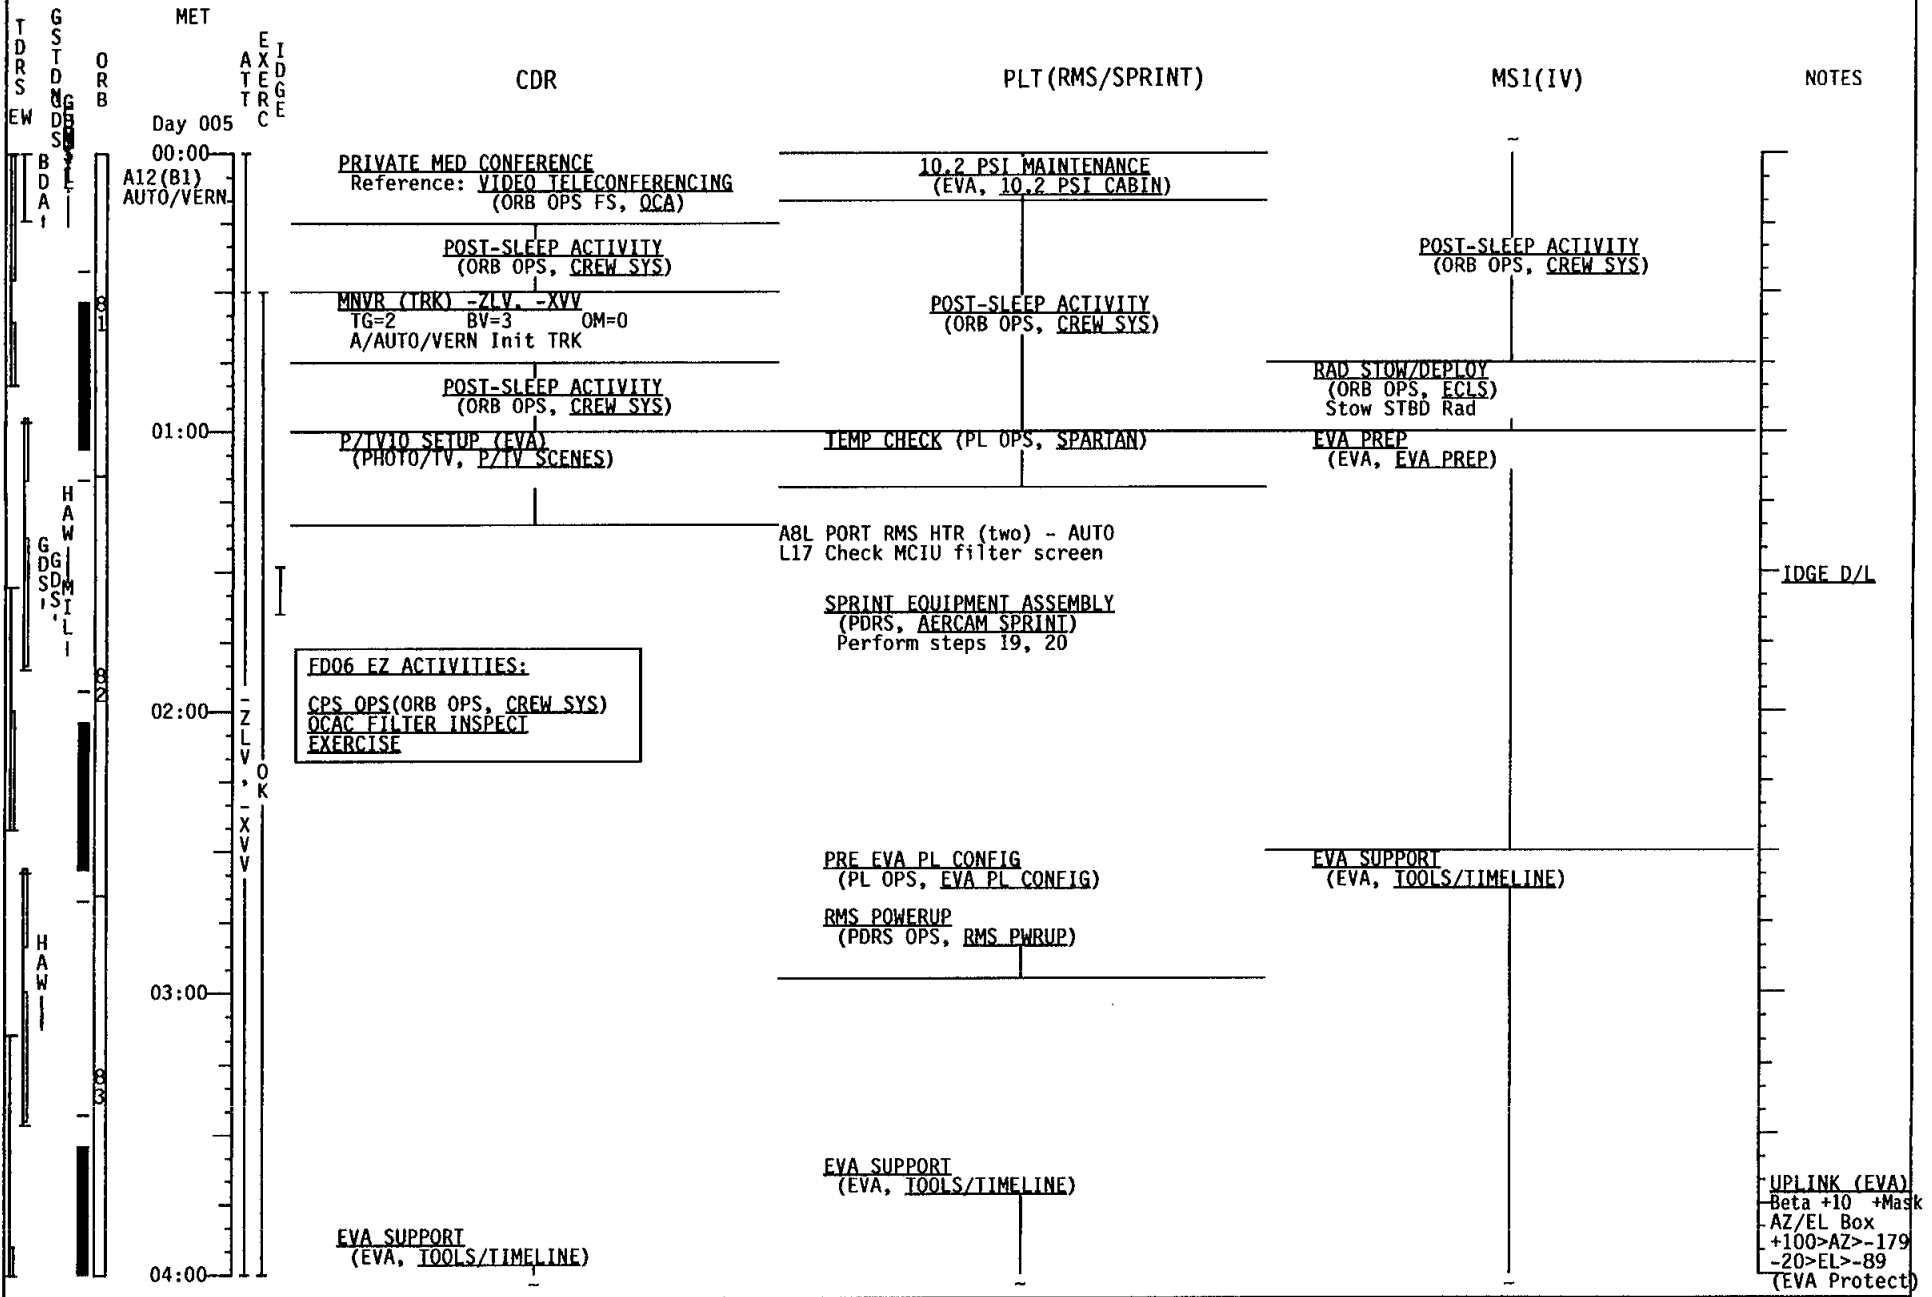 MET
TDRS
EW
ORB
ATT
EXERC
IDGE
CDR
PLT(RMS/SPRINT)
MS1(IV)
NOTES
Day 005
00:00
A12(B1)
AUTO/VERN
BDA
PRIVATE MED CONFERENCE
Reference: VIDEO TELECONFERENCING
(ORB OPS FS, OCA)
POST-SLEEP ACTIVITY
(ORB OPS, CREW SYS)
MNVR (TRK) -ZLV, -XVV
TG=2 BV=3 OM=0
A/AUTO/VERN Init TRK
POST-SLEEP ACTIVITY
(ORB OPS, CREW SYS)
10.2 PSI MAINTENANCE
(EVA, 10.2 PSI CABIN)
POST-SLEEP ACTIVITY
(ORB OPS, CREW SYS)
~
POST-SLEEP ACTIVITY
(ORB OPS, CREW SYS)
RAD STOW/DEPLOY
(ORB OPS, ECLS)
Stow STBD Rad
81
01:00
P/TV10 SETUP (EVA)
(PHOTO/TV, P/TV SCENES)
TEMP CHECK (PL OPS, SPARTAN)
EVA PREP
(EVA, EVA PREP)
HAW
GDS
GDS
MIL
A8L PORT RMS HTR (two) - AUTO
L17 Check MCIU filter screen
IDGE D/L
SPRINT EQUIPMENT ASSEMBLY
(PDRS, AERCAM SPRINT)
Perform steps 19, 20
FD06 EZ ACTIVITIES:
CPS OPS(ORB OPS, CREW SYS)
OCAC FILTER INSPECT
EXERCISE
82
02:00
-ZLV, -XVV
OK
PRE EVA PL CONFIG
(PL OPS, EVA PL CONFIG)
RMS POWERUP
(PDRS OPS, RMS PWRUP)
EVA SUPPORT
(EVA, TOOLS/TIMELINE)
HAW
03:00
83
EVA SUPPORT
(EVA, TOOLS/TIMELINE)
EVA SUPPORT
(EVA, TOOLS/TIMELINE)
UPLINK (EVA)
Beta +10 +Mask
AZ/EL Box
+100>AZ>-179
-20>EL>-89
(EVA Protect)
04:00
~ ~ ~